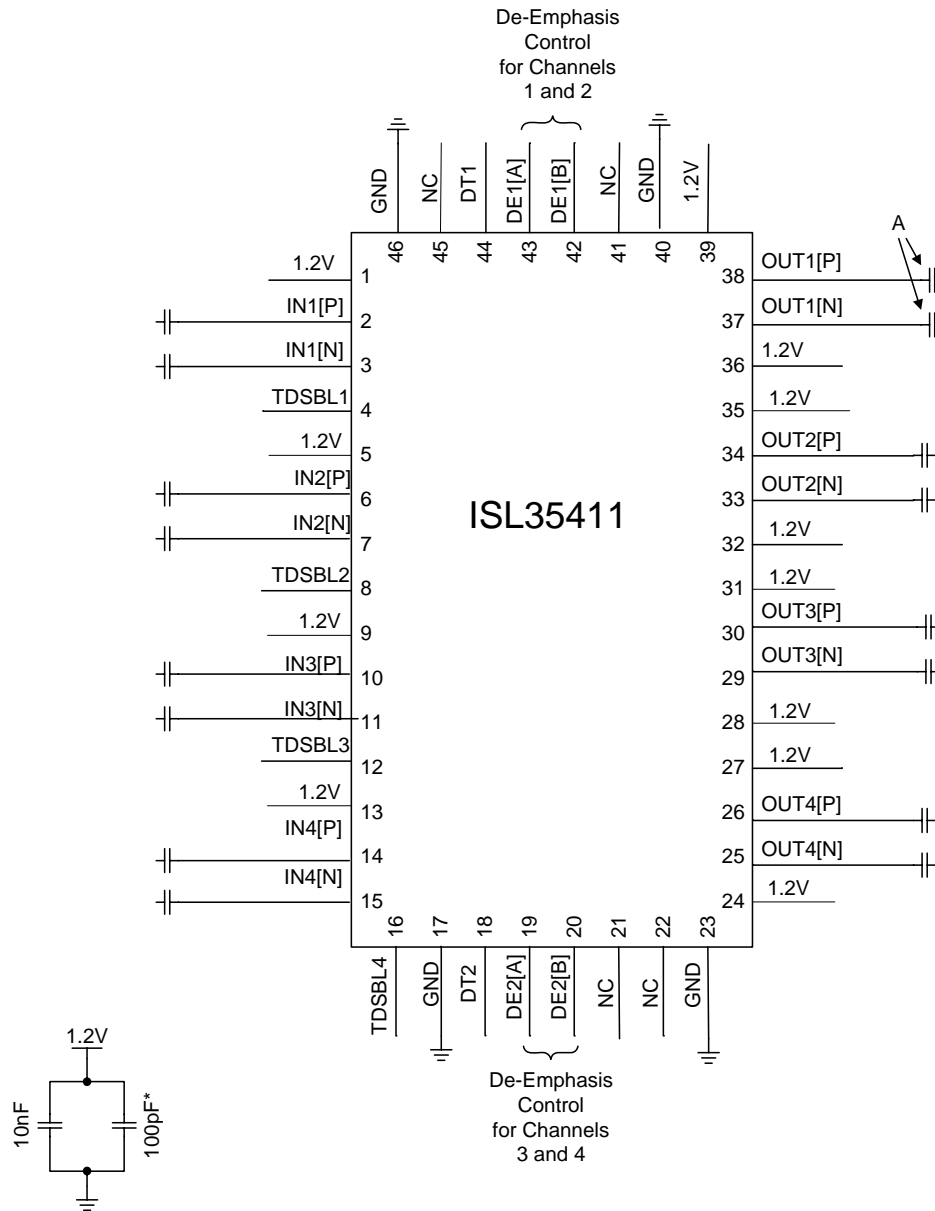 De-Emphasis
Control
for Channels
1 and 2
GND
NC
DT1
DE1[A]
DE1[B]
NC
GND
1.2V
46
45
44
43
42
41
40
39
A
1.2V
1
IN1[P]
2
IN1[N]
3
TDSBL1
4
1.2V
5
IN2[P]
6
IN2[N]
7
TDSBL2
8
1.2V
9
IN3[P]
10
IN3[N]
11
TDSBL3
12
1.2V
13
IN4[P]
14
IN4[N]
15
ISL35411
38
OUT1[P]
37
OUT1[N]
36
1.2V
35
1.2V
34
OUT2[P]
33
OUT2[N]
32
1.2V
31
1.2V
30
OUT3[P]
29
OUT3[N]
28
1.2V
27
1.2V
26
OUT4[P]
25
OUT4[N]
24
1.2V
16
17
18
19
20
21
22
23
TDSBL4
GND
DT2
DE2[A]
DE2[B]
NC
NC
GND
De-Emphasis
Control
for Channels
3 and 4
1.2V
10nF
100pF*